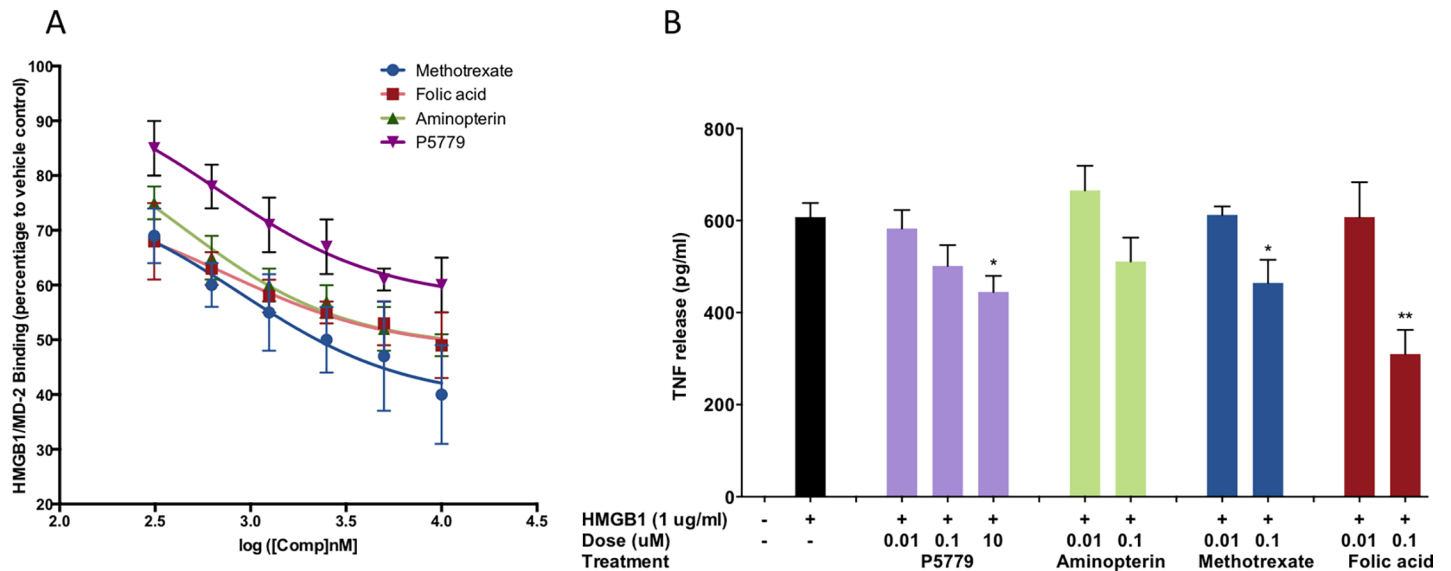 A
HMGB1/MD-2 Binding (percentage to vehicle control)
100
90
80
70
60
50
40
30
20
2.0 2.5 3.0 3.5 4.0 4.5
log ([Comp]nM]
Methotrexate
Folic acid
Aminopterin
P5779
B
TNF release (pg/ml)
800
600
400
200
0
* * **
HMGB1 (1 ug/ml) - + + + + + + + + + +
Dose (uM) - - 0.01 0.1 10 0.01 0.1 0.01 0.1 0.01 0.1
Treatment P5779 Aminopterin Methotrexate Folic acid